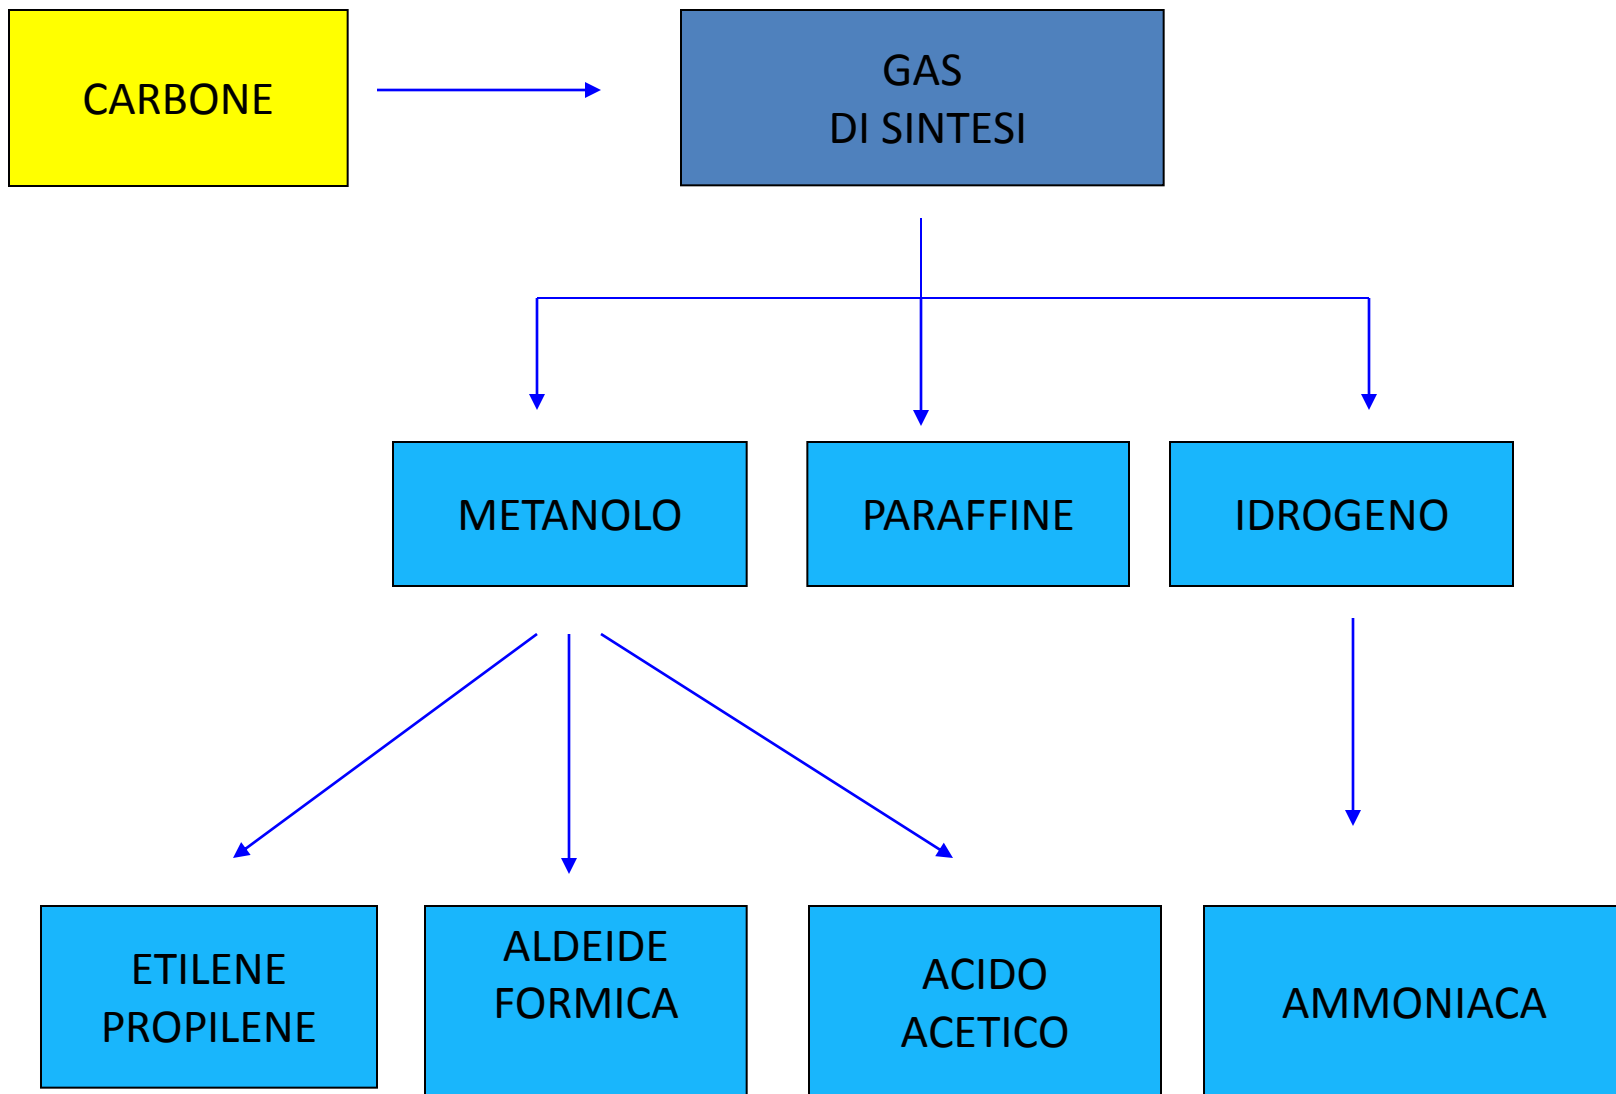 CARBONE
GAS
DI SINTESI
METANOLO
PARAFFINE
IDROGENO
ETILENE
PROPILENE
ALDEIDE
FORMICA
ACIDO
ACETICO
AMMONIACA